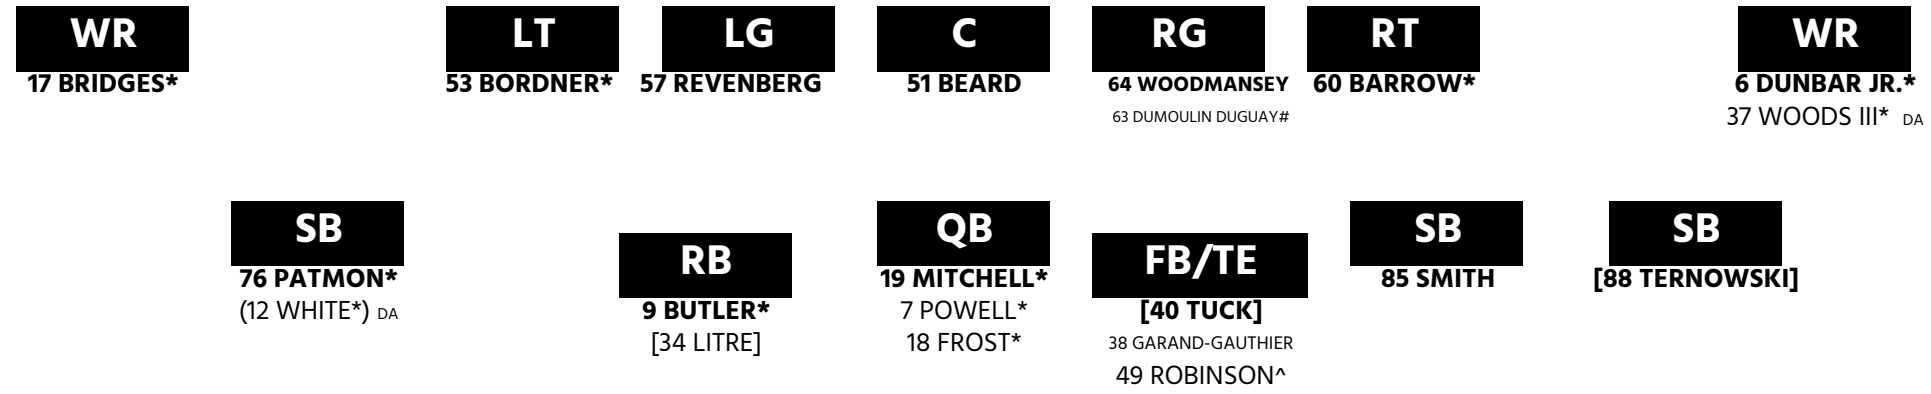 WR LT LG C RG RT WR
17 BRIDGES* 53 BORDNER* 57 REVENBERG 51 BEARD 64 WOODMANSEY 60 BARROW* 6 DUNBAR JR.*
63 DUMOULIN DUGUAY# 37 WOODS III* DA
SB QB SB SB
RB FB/TE
76 PATMON* 19 MITCHELL* 85 SMITH [88 TERNOWSKI]
(12 WHITE*) DA 9 BUTLER* 7 POWELL* [40 TUCK]
[34 LITRE] 18 FROST* 38 GARAND-GAUTHIER
49 ROBINSON^